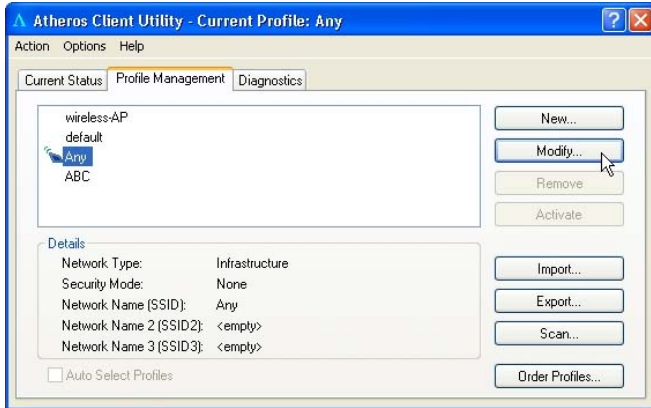 Atheros Client Utility - Current Profile: Any
Action Options Help
Current Status Profile Management Diagnostics
wireless-AP
default
Any
ABC
New...
Modify...
Remove
Activate
Details
Network Type: Infrastructure
Security Mode: None
Network Name (SSID): Any
Network Name 2 (SSID2): <empty>
Network Name 3 (SSID3): <empty>
Import...
Export...
Scan...
Auto Select Profiles
Order Profiles...